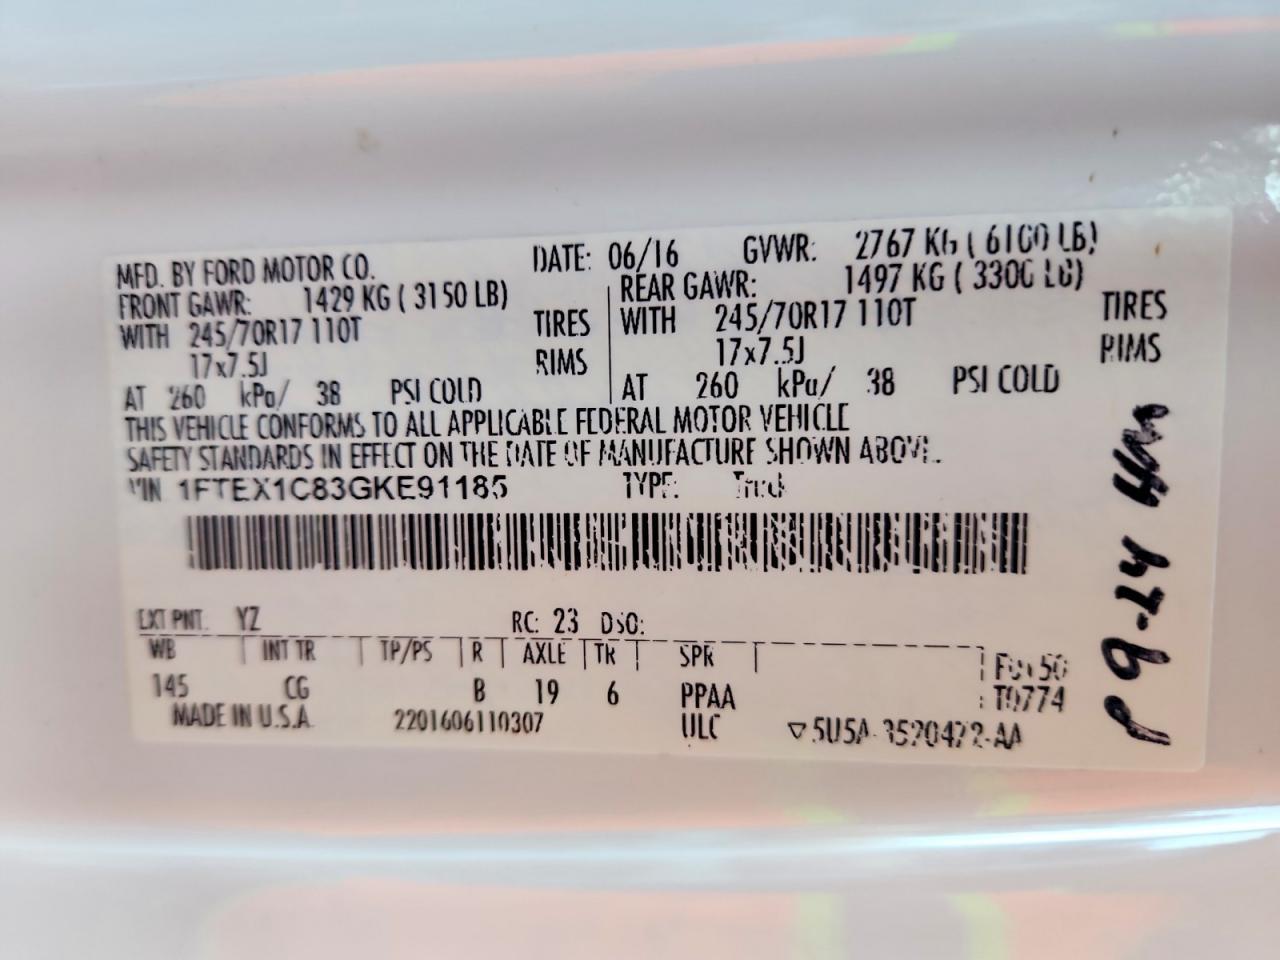 MFD. BY FORD MOTOR CO. DATE: 06/16 GVWR: 2767 KG ( 6100 LB)
FRONT GAWR: 1429 KG ( 3150 LB) REAR GAWR: 1497 KG ( 3300 LB)
WITH 245/70R17 110T TIRES WITH 245/70R17 110T TIRES
17x7.5J RIMS 17x7.5J RIMS
AT 260 kPa/ 38 PSI COLD AT 260 kPa/ 38 PSI COLD
THIS VEHICLE CONFORMS TO ALL APPLICABLE FEDERAL MOTOR VEHICLE
SAFETY STANDARDS IN EFFECT ON THE DATE OF MANUFACTURE SHOWN ABOVE.
VIN 1FTEX1C83GKE91185 TYPE: Truck
EXT PNT. YZ RC: 23 DSO:
WB INT TR TP/PS R AXLE TR SPR
145 CG B 19 6 PPAA T0774
MADE IN U.S.A. 2201606110307 ULC ▽5U5A-3520472-AA
P 9-24